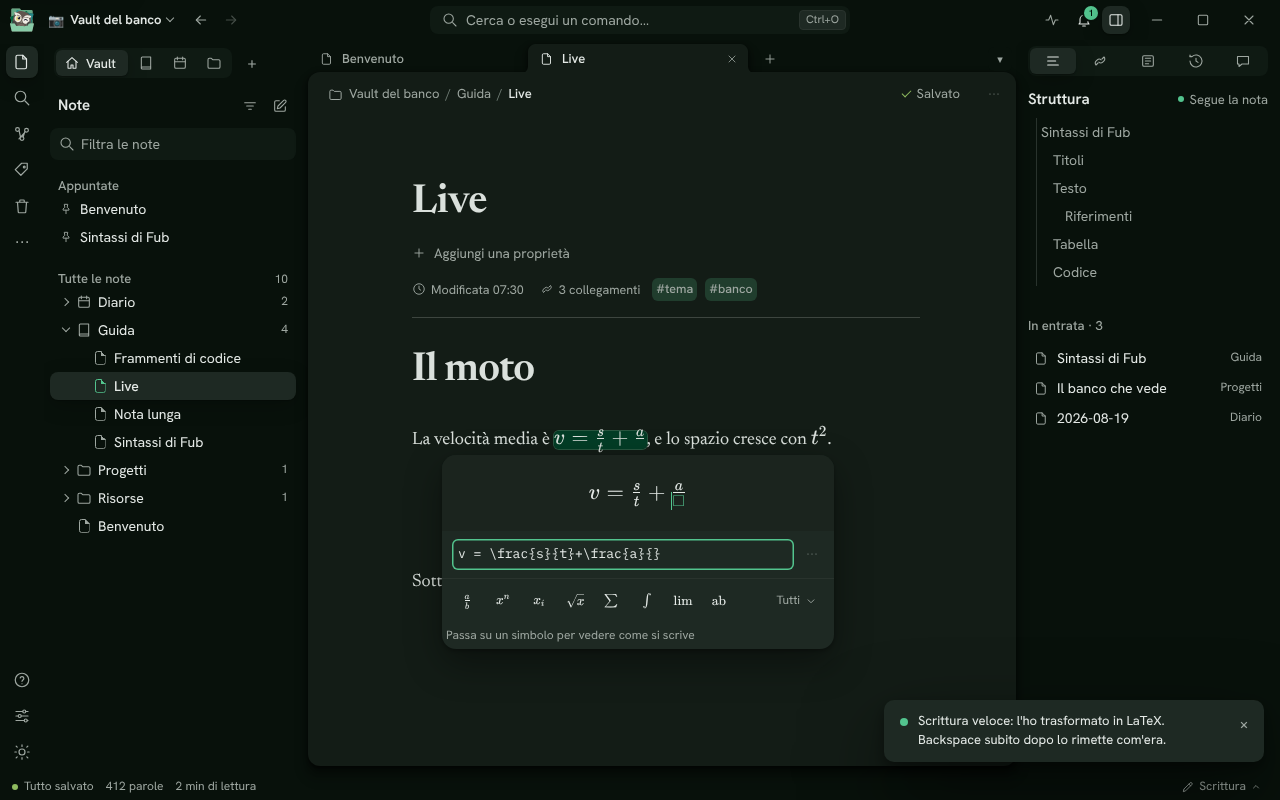 Vault del banco
Cerca o esegui un comando...
Ctrl+O
1
Vault
Benvenuto
Live
Note
Vault del banco / Guida / Live
Salvato
Filtra le note
Appuntate
Benvenuto
Sintassi di Fub
Tutte le note 10
Diario 2
Guida 4
Frammenti di codice
Live
Nota lunga
Sintassi di Fub
Progetti 1
Risorse 1
Benvenuto
Live
Aggiungi una proprietà
Modificata 07:30 3 collegamenti #tema #banco
Il moto
La velocità media è v = s/t + a, e lo spazio cresce con t².
v = s/t + a/□
v = \frac{s}{t}+\frac{a}{}
Sott
a/b xⁿ xᵢ √x ∑ ∫ lim ab Tutti
Passa su un simbolo per vedere come si scrive
Struttura Segue la nota
Sintassi di Fub
Titoli
Testo
Riferimenti
Tabella
Codice
In entrata · 3
Sintassi di Fub Guida
Il banco che vede Progetti
2026-08-19 Diario
Scrittura veloce: l'ho trasformato in LaTeX.
Backspace subito dopo lo rimette com'era.
Tutto salvato 412 parole 2 min di lettura
Scrittura